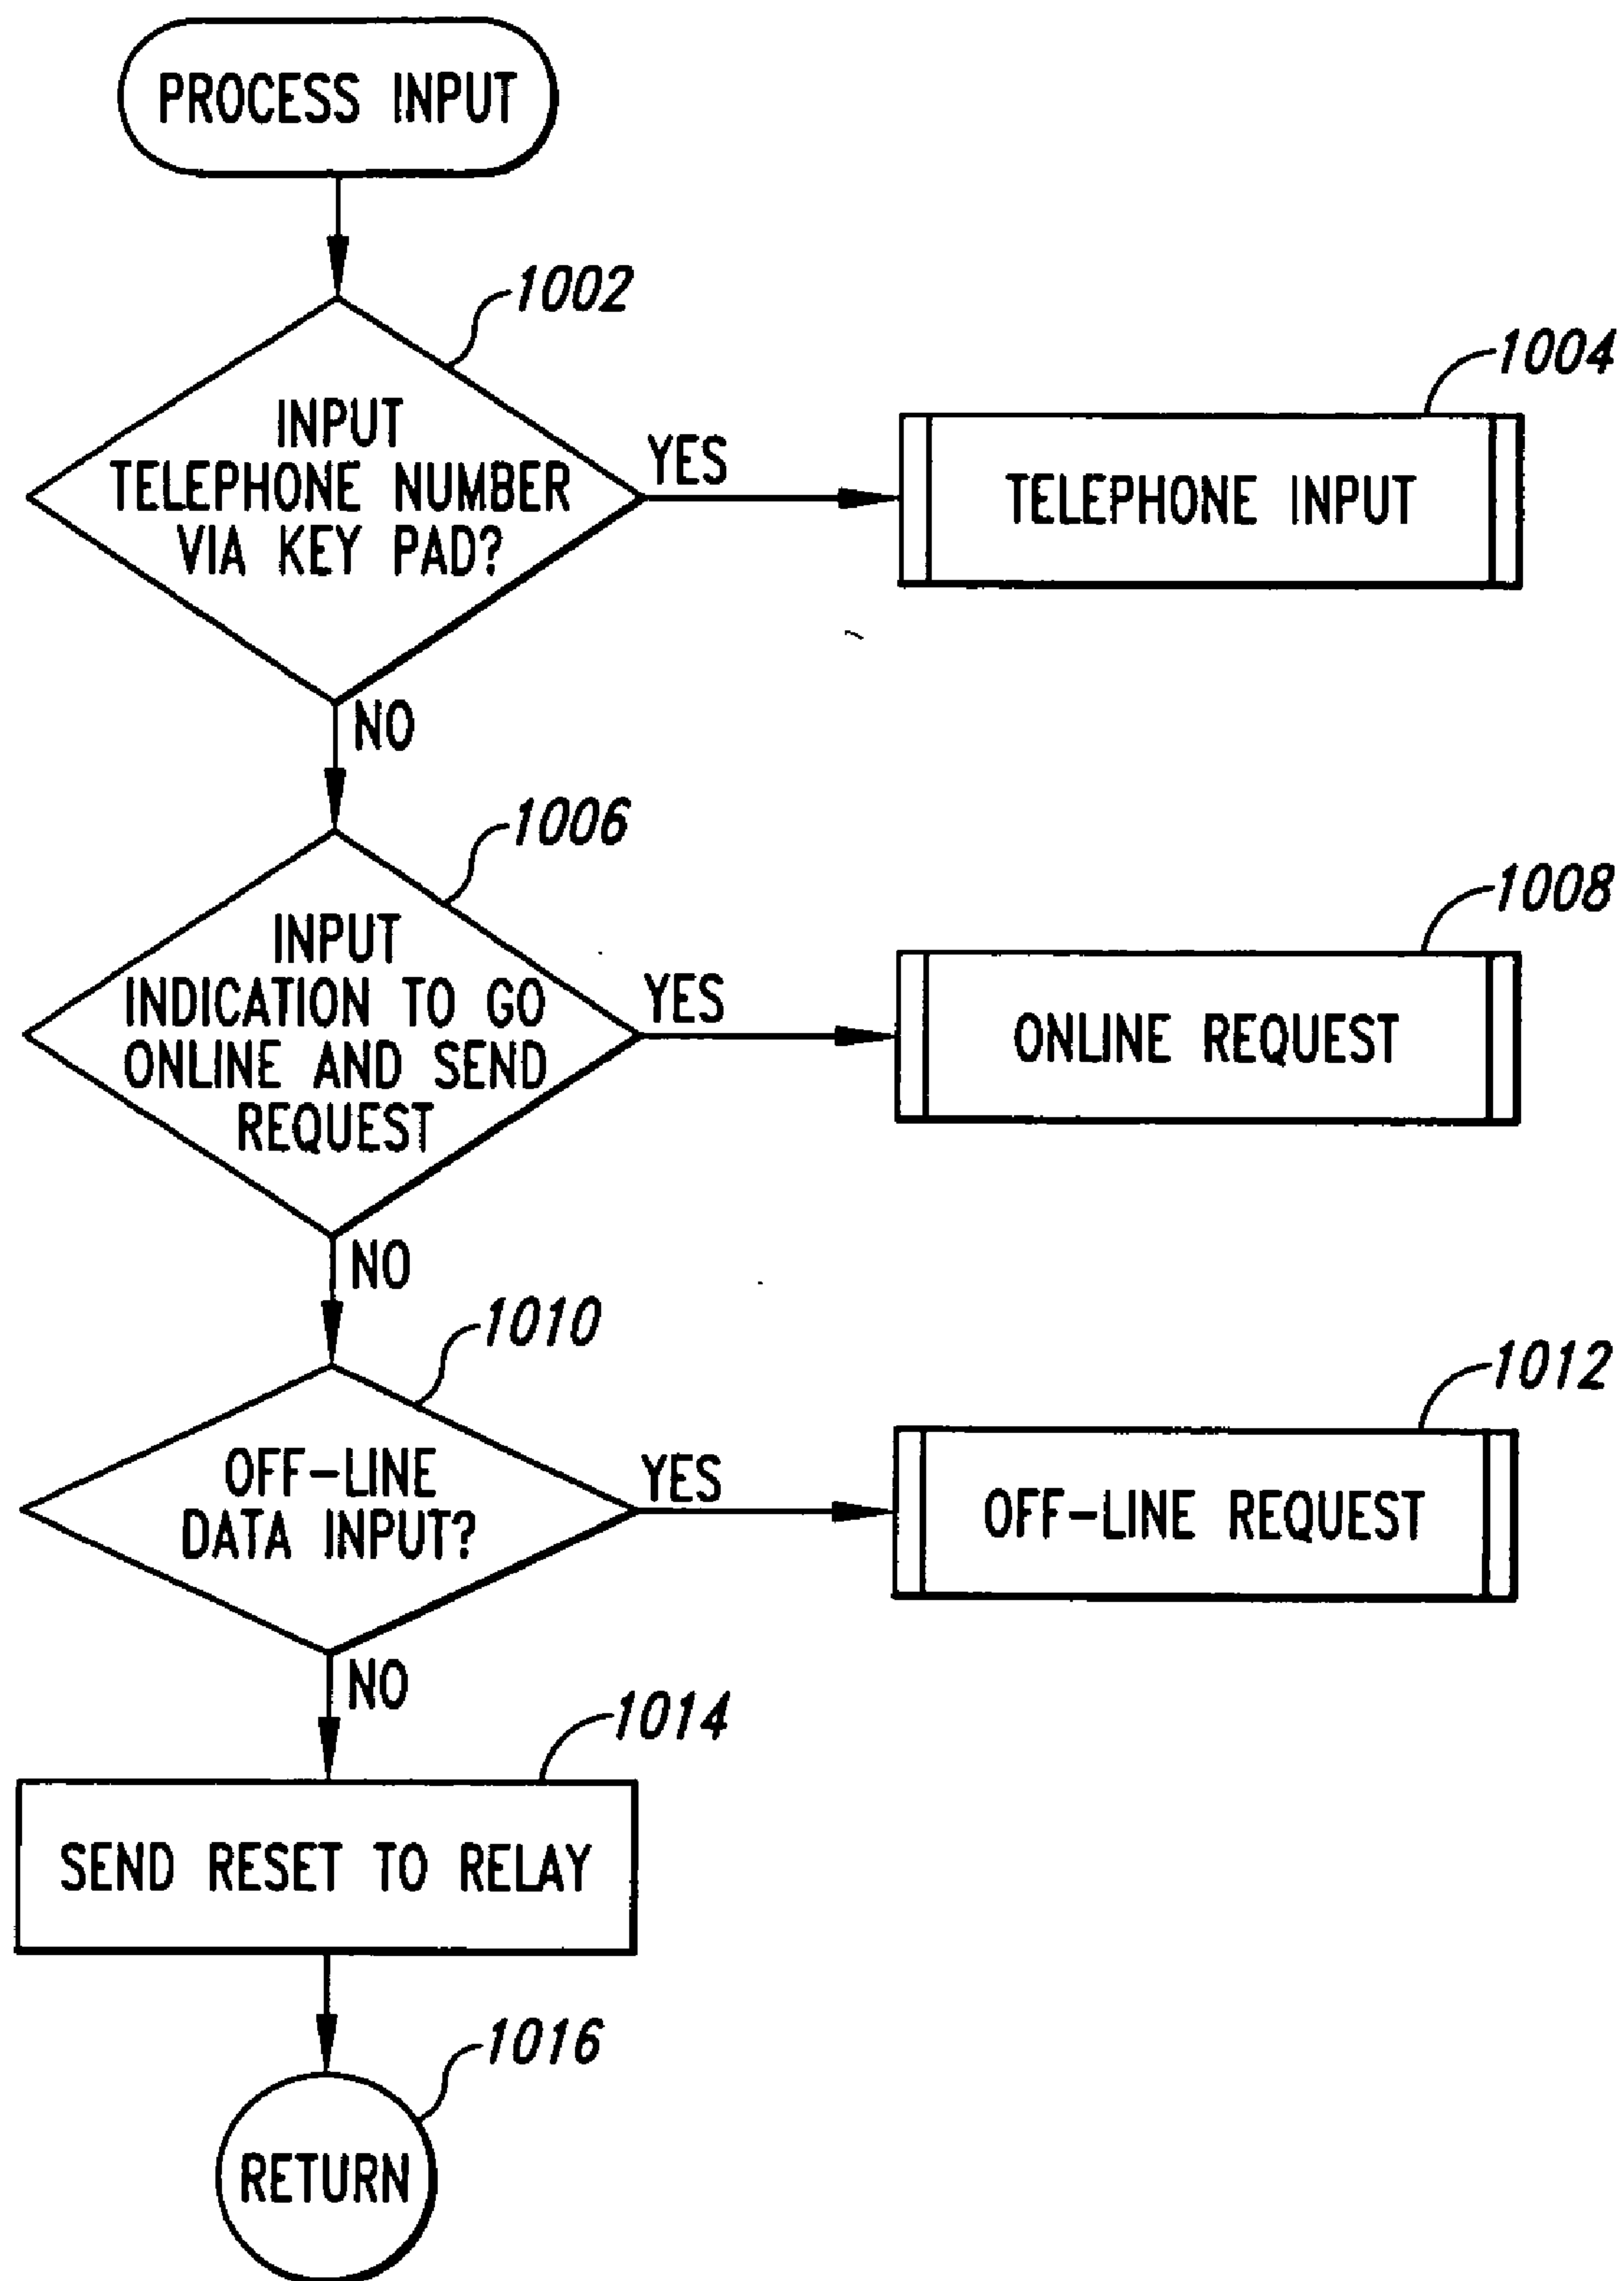 PROCESS INPUT
1002
INPUT
TELEPHONE NUMBER
VIA KEY PAD?
YES
1004
TELEPHONE INPUT
NO
1006
INPUT
INDICATION TO GO
ONLINE AND SEND
REQUEST
YES
1008
ONLINE REQUEST
NO
1010
OFF-LINE
DATA INPUT?
YES
1012
OFF-LINE REQUEST
NO
1014
SEND RESET TO RELAY
1016
RETURN